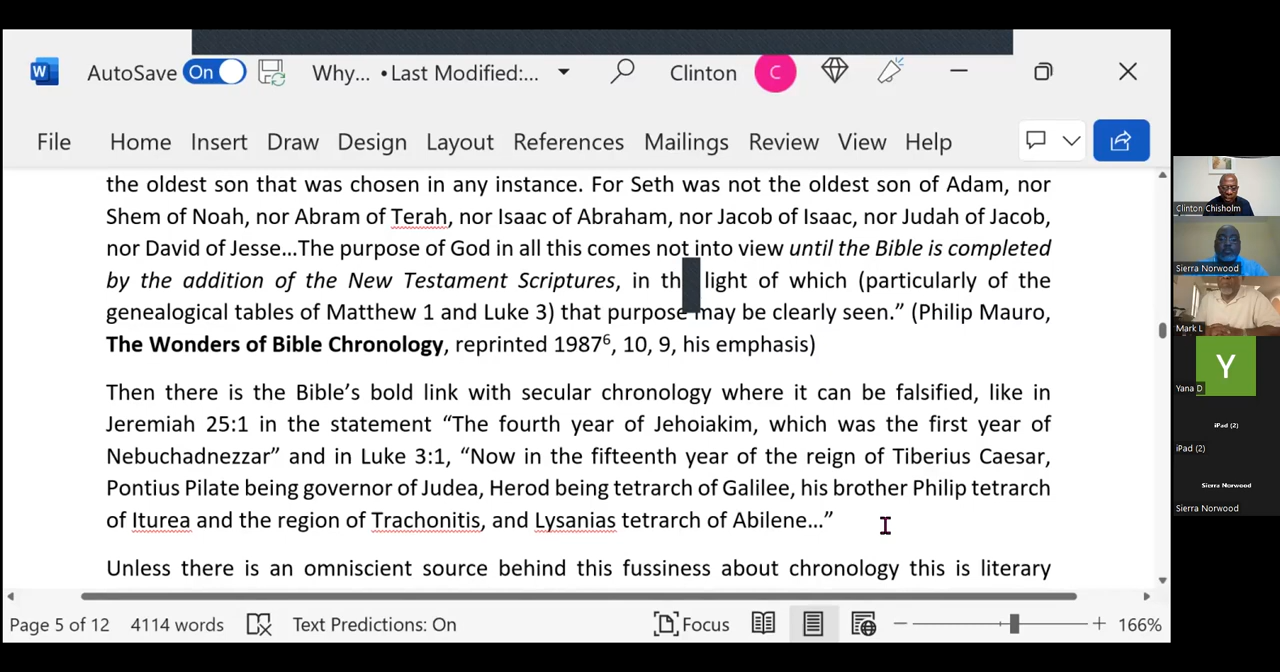 AutoSave On Why... • Last Modified:... Clinton C
File Home Insert Draw Design Layout References Mailings Review View Help
the oldest son that was chosen in any instance. For Seth was not the oldest son of Adam, nor
Shem of Noah, nor Abram of Terah, nor Isaac of Abraham, nor Jacob of Isaac, nor Judah of Jacob,
nor David of Jesse...The purpose of God in all this comes not into view until the Bible is completed
by the addition of the New Testament Scriptures, in th light of which (particularly of the
genealogical tables of Matthew 1 and Luke 3) that purpose may be clearly seen.” (Philip Mauro,
The Wonders of Bible Chronology, reprinted 1987⁶, 10, 9, his emphasis)
Then there is the Bible’s bold link with secular chronology where it can be falsified, like in
Jeremiah 25:1 in the statement “The fourth year of Jehoiakim, which was the first year of
Nebuchadnezzar” and in Luke 3:1, “Now in the fifteenth year of the reign of Tiberius Caesar,
Pontius Pilate being governor of Judea, Herod being tetrarch of Galilee, his brother Philip tetrarch
of Iturea and the region of Trachonitis, and Lysanias tetrarch of Abilene...”
Unless there is an omniscient source behind this fussiness about chronology this is literary
Page 5 of 12 4114 words Text Predictions: On Focus 166%
Clinton Chisholm
Sierra Norwood
Mark L
Y
Yana D
iPad (2)
iPad (2)
Sierra Norwood
Sierra Norwood